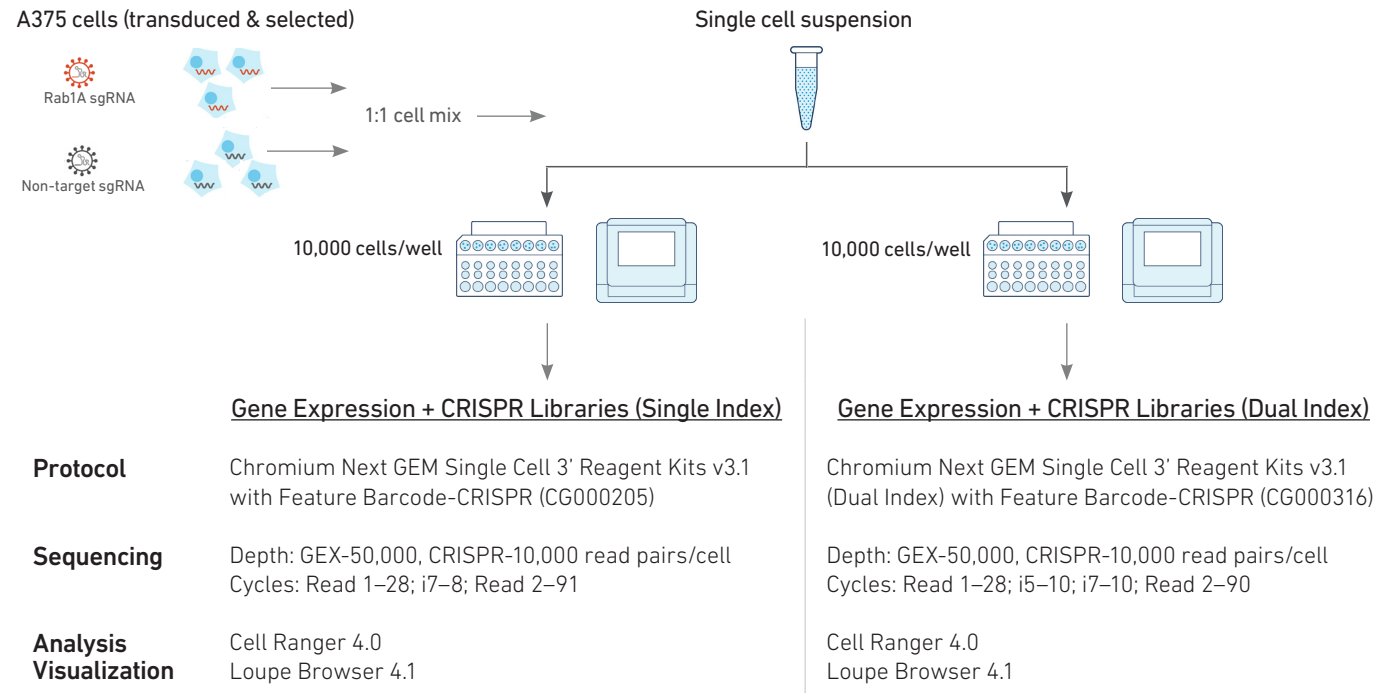 A375 cells (transduced & selected)
Single cell suspension
Rab1A sgRNA
1:1 cell mix
Non-target sgRNA
10,000 cells/well
10,000 cells/well
Gene Expression + CRISPR Libraries (Single Index)
Gene Expression + CRISPR Libraries (Dual Index)
Protocol
Chromium Next GEM Single Cell 3’ Reagent Kits v3.1
with Feature Barcode-CRISPR (CG000205)
Chromium Next GEM Single Cell 3’ Reagent Kits v3.1
(Dual Index) with Feature Barcode-CRISPR (CG000316)
Sequencing
Depth: GEX-50,000, CRISPR-10,000 read pairs/cell
Cycles: Read 1–28; i7–8; Read 2–91
Depth: GEX-50,000, CRISPR-10,000 read pairs/cell
Cycles: Read 1–28; i5–10; i7–10; Read 2–90
Analysis
Visualization
Cell Ranger 4.0
Loupe Browser 4.1
Cell Ranger 4.0
Loupe Browser 4.1